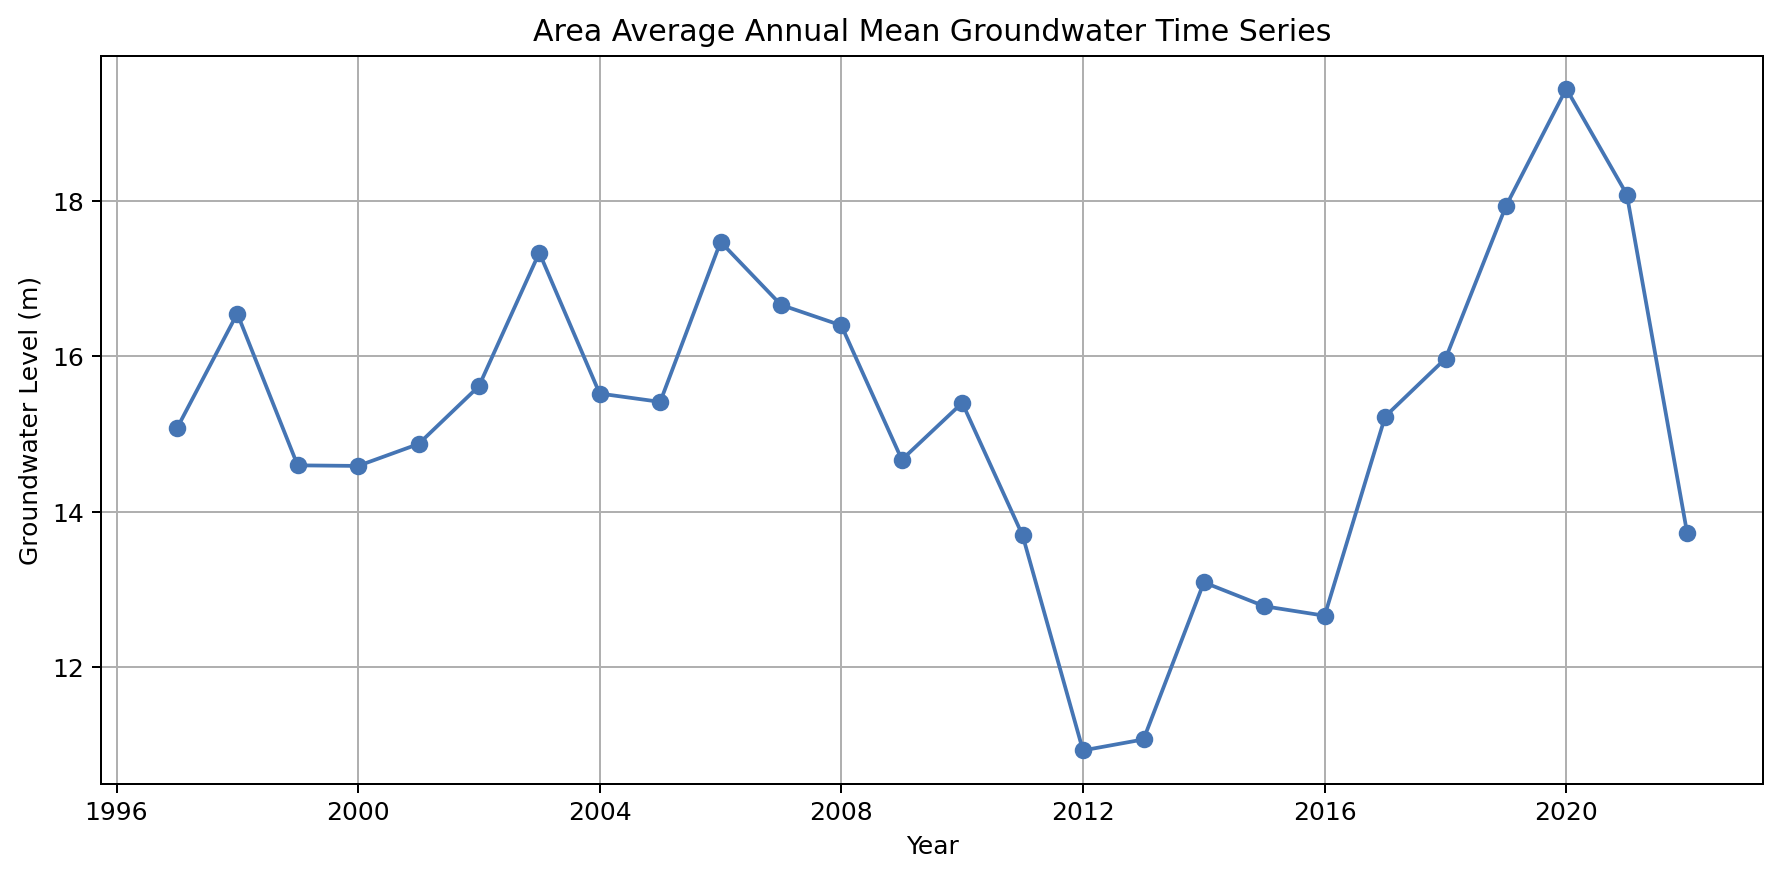 Area Average Annual Mean Groundwater Time Series
Groundwater Level (m)
18
16
14
12
1996 2000 2004 2008 2012 2016 2020
Year